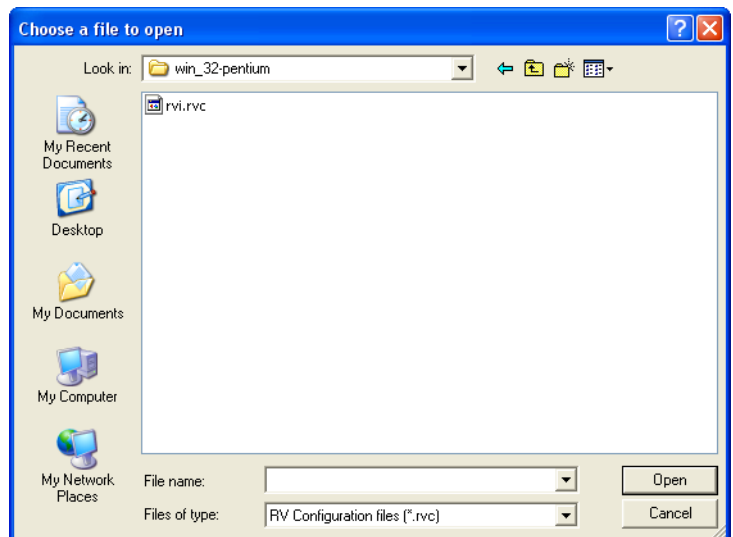 Choose a file to open
Look in: win_32-pentium
rvi.rvc
My Recent
Documents
Desktop
My Documents
My Computer
My Network
Places
File name:
Open
Files of type: RV Configuration files (*.rvc)
Cancel